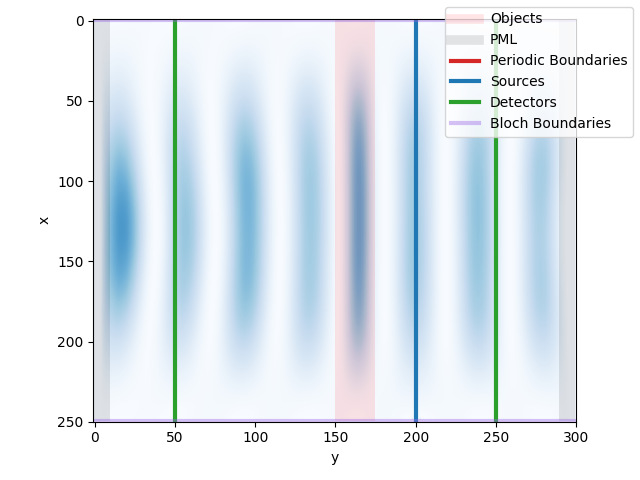 Objects
PML
Periodic Boundaries
Sources
Detectors
Bloch Boundaries
0
50
100
150
200
250
x
0
50
100
150
200
250
300
y